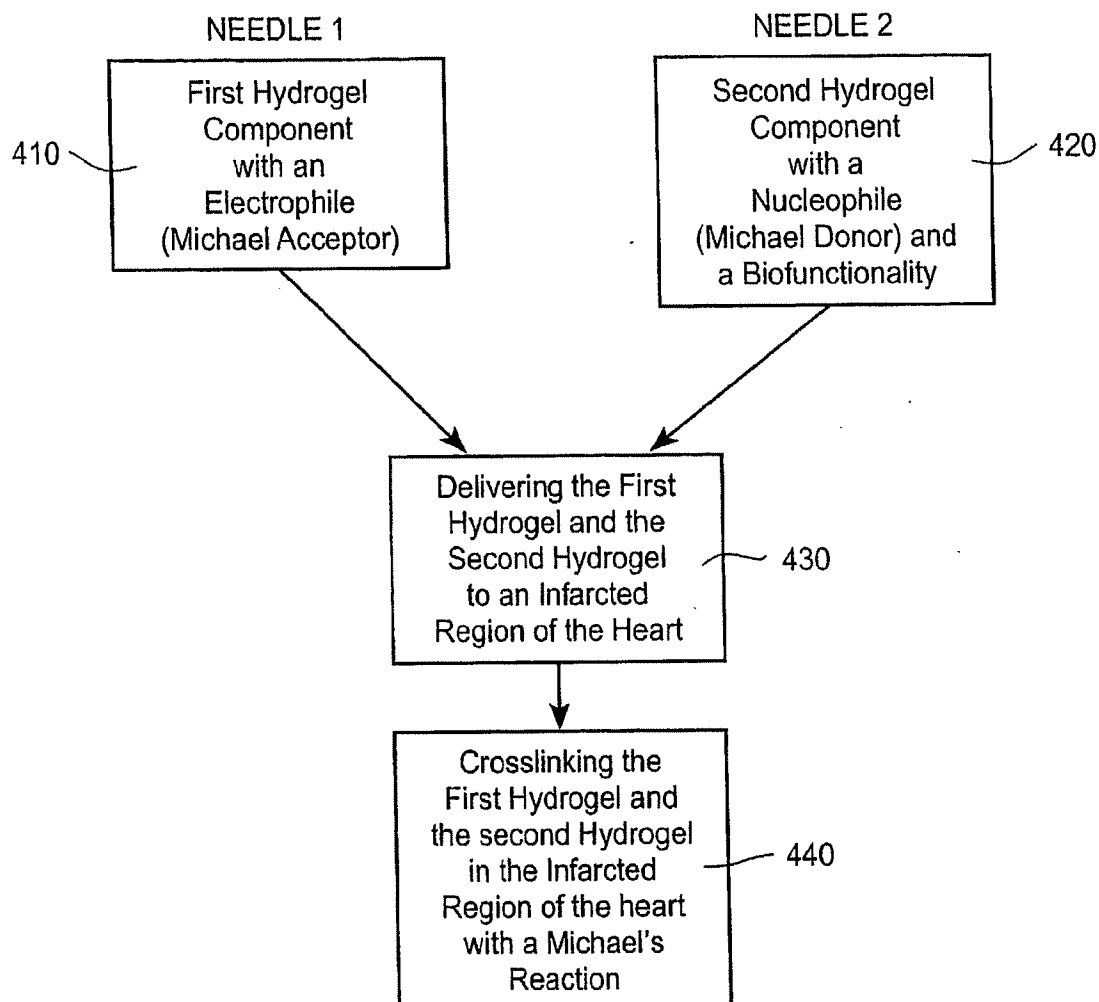 NEEDLE 1
First Hydrogel
Component
with an
Electrophile
(Michael Acceptor)
410
NEEDLE 2
Second Hydrogel
Component
with a
Nucleophile
(Michael Donor) and
a Biofunctionality
420
Delivering the First
Hydrogel and the
Second Hydrogel
to an Infarcted
Region of the Heart
430
Crosslinking the
First Hydrogel and
the second Hydrogel
in the Infarcted
Region of the heart
with a Michael's
Reaction
440